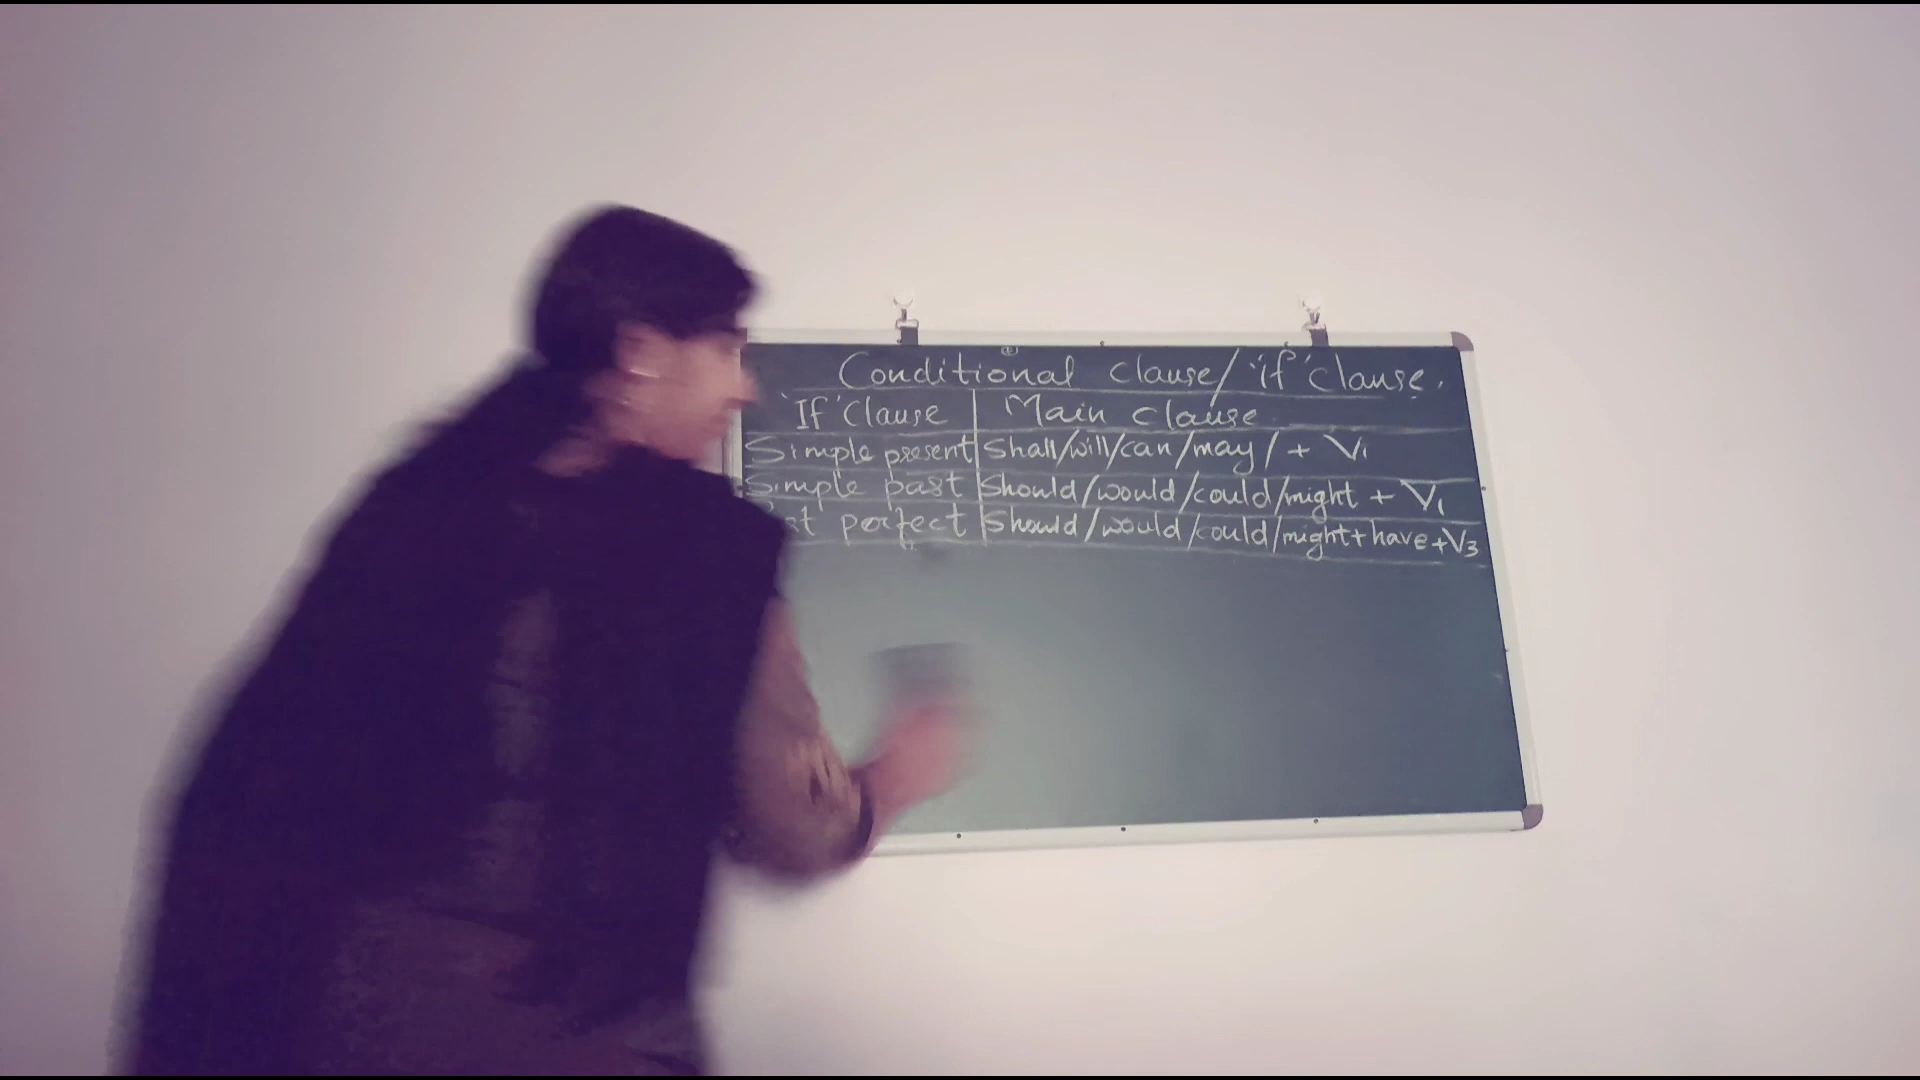 Conditional clause/'if' clause.
'If' Clause | Main clause
Simple present | Shall/will/can/may/ + V1
Simple past | Should/would/could/might + V1
perfect | Should/would/could/might+have+V3